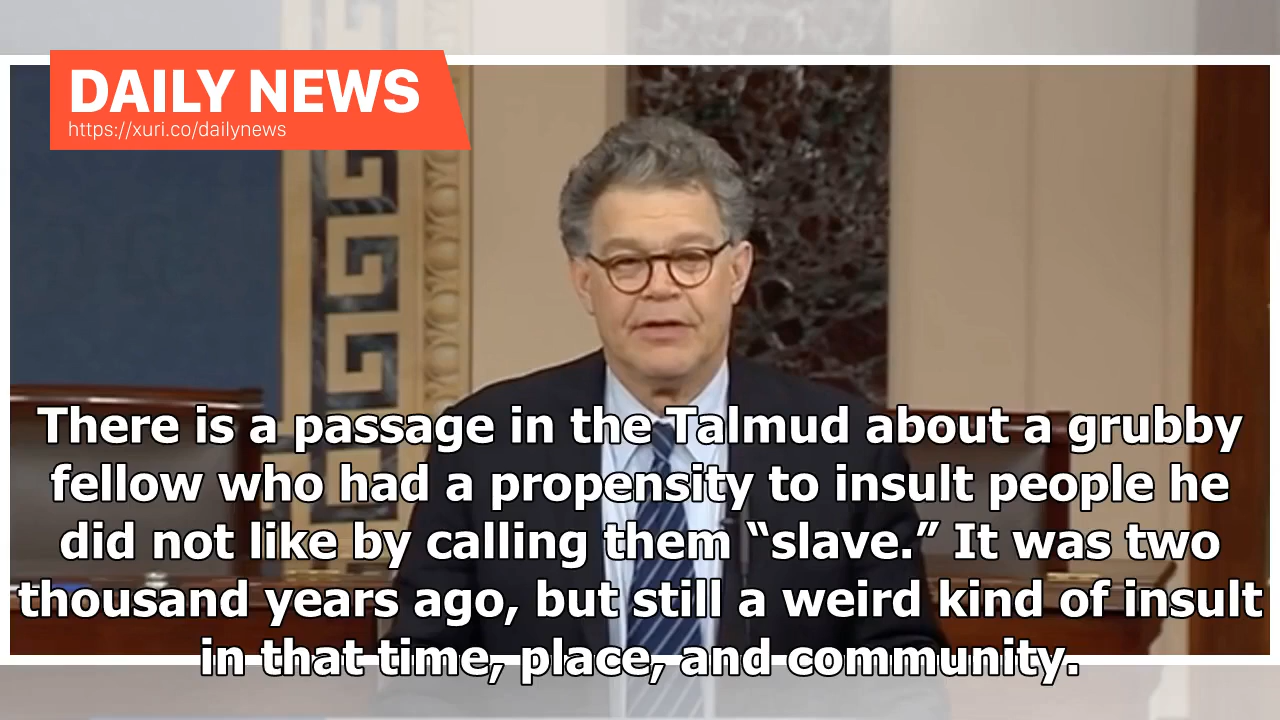 DAILY NEWS
https://xuri.co/dailynews
There is a passage in the Talmud about a grubby
fellow who had a propensity to insult people he
did not like by calling them “slave.” It was two
thousand years ago, but still a weird kind of insult
in that time, place, and community.